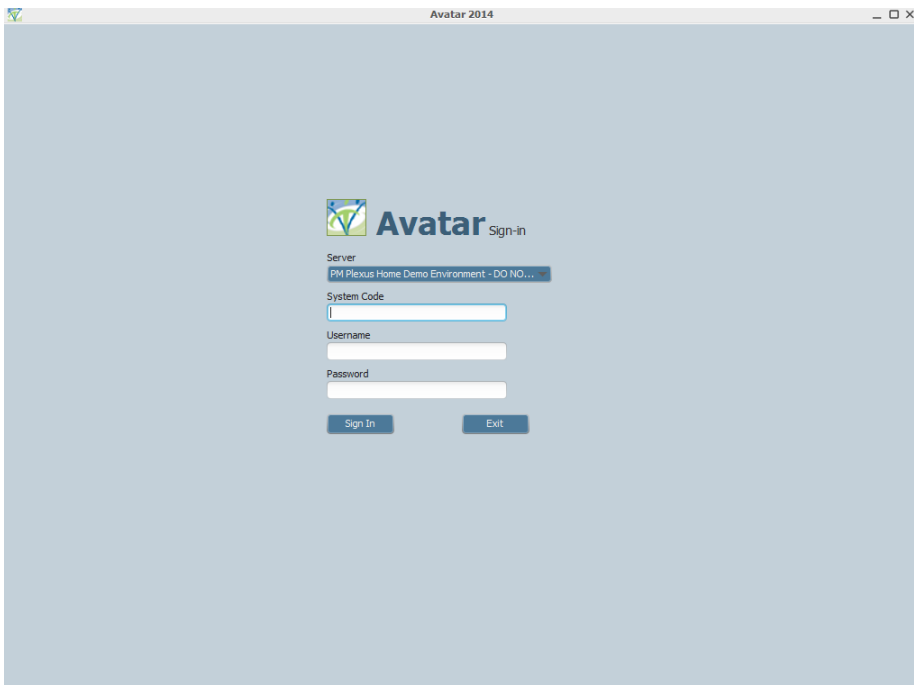 Avatar 2014
Avatar Sign-in
Server
PM Plexus Home Demo Environment - DO NO...
System Code
Username
Password
Sign In Exit